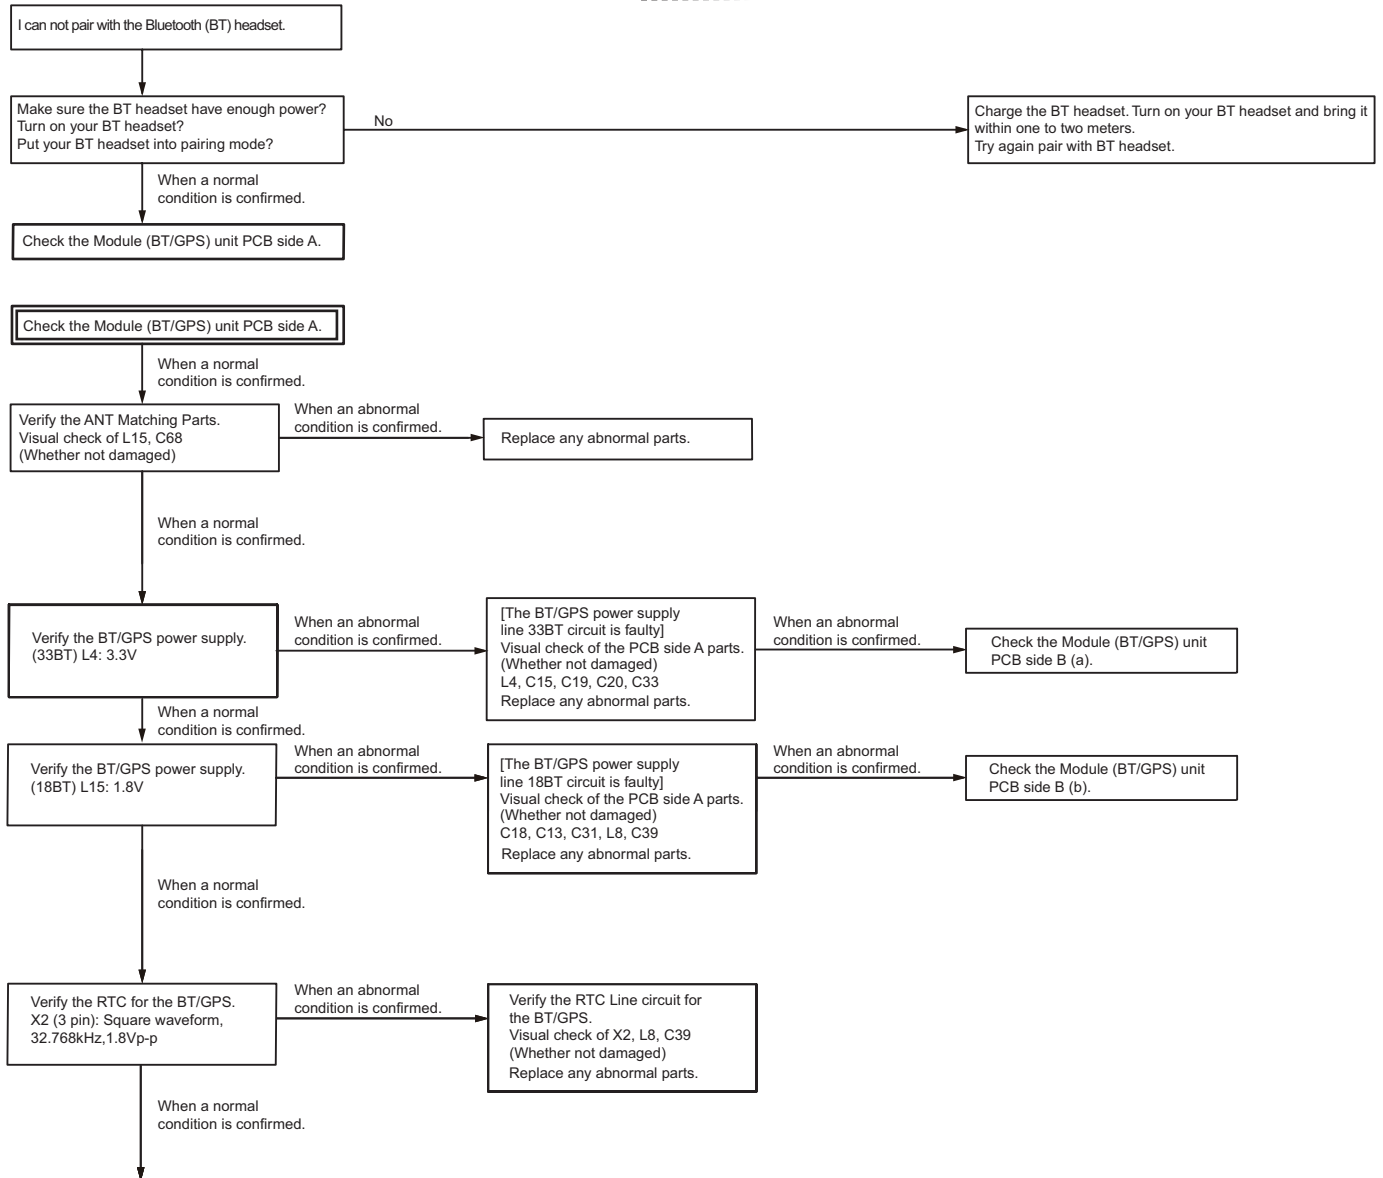 I can not pair with the Bluetooth (BT) headset.
Make sure the BT headset have enough power?
Turn on your BT headset?
Put your BT headset into pairing mode?
No
Charge the BT headset. Turn on your BT headset and bring it
within one to two meters.
Try again pair with BT headset.
When a normal
condition is confirmed.
Check the Module (BT/GPS) unit PCB side A.
Check the Module (BT/GPS) unit PCB side A.
When a normal
condition is confirmed.
Verify the ANT Matching Parts.
Visual check of L15, C68
(Whether not damaged)
When an abnormal
condition is confirmed.
Replace any abnormal parts.
When a normal
condition is confirmed.
Verify the BT/GPS power supply.
(33BT) L4: 3.3V
When an abnormal
condition is confirmed.
[The BT/GPS power supply
line 33BT circuit is faulty]
Visual check of the PCB side A parts.
(Whether not damaged)
L4, C15, C19, C20, C33
Replace any abnormal parts.
When an abnormal
condition is confirmed.
Check the Module (BT/GPS) unit
PCB side B (a).
When a normal
condition is confirmed.
Verify the BT/GPS power supply.
(18BT) L15: 1.8V
When an abnormal
condition is confirmed.
[The BT/GPS power supply
line 18BT circuit is faulty]
Visual check of the PCB side A parts.
(Whether not damaged)
C18, C13, C31, L8, C39
Replace any abnormal parts.
When an abnormal
condition is confirmed.
Check the Module (BT/GPS) unit
PCB side B (b).
When a normal
condition is confirmed.
Verify the RTC for the BT/GPS.
X2 (3 pin): Square waveform,
32.768kHz,1.8Vp-p
When an abnormal
condition is confirmed.
Verify the RTC Line circuit for
the BT/GPS.
Visual check of X2, L8, C39
(Whether not damaged)
Replace any abnormal parts.
When a normal
condition is confirmed.